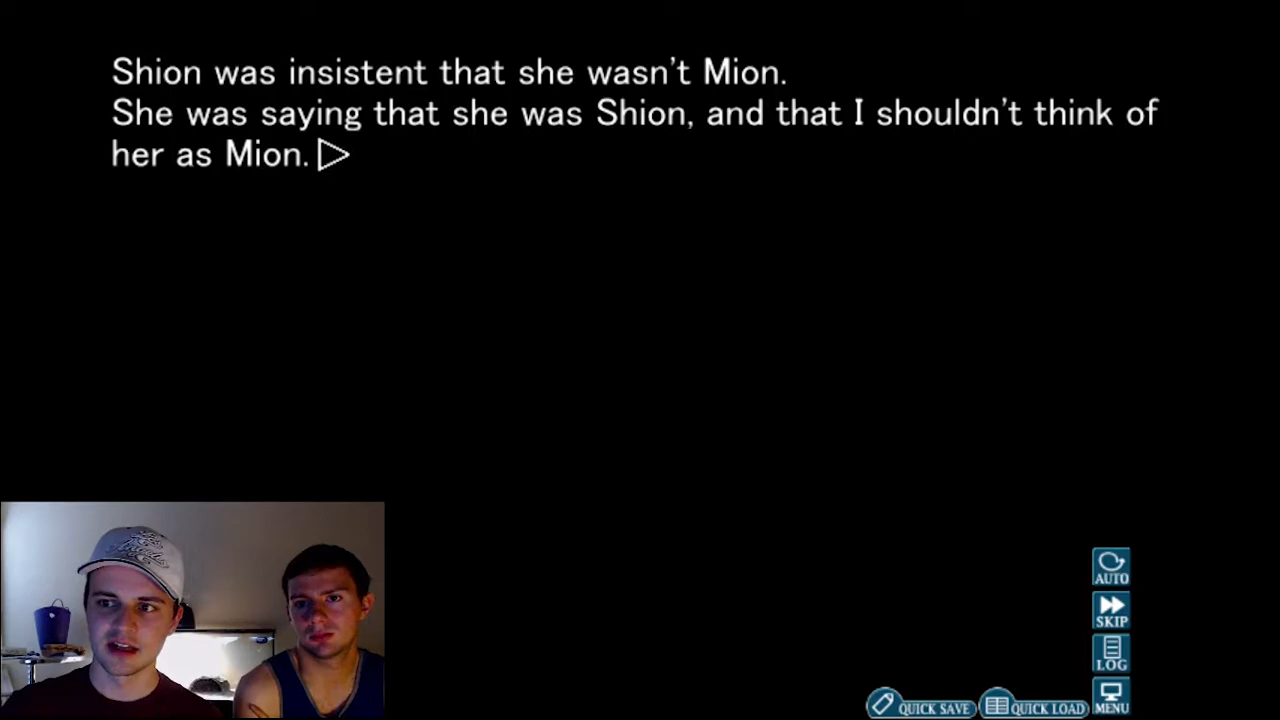 Shion was insistent that she wasn't Mion.
She was saying that she was Shion, and that I shouldn't think of
her as Mion.
AUTO
SKIP
LOG
MENU
QUICK SAVE
QUICK LOAD